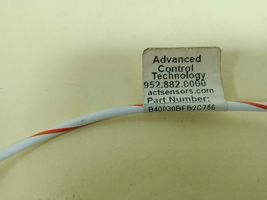 Advanced
Control
Technology
952.882.0000
actsensors.com
Part Number:
B40030BFB2C756